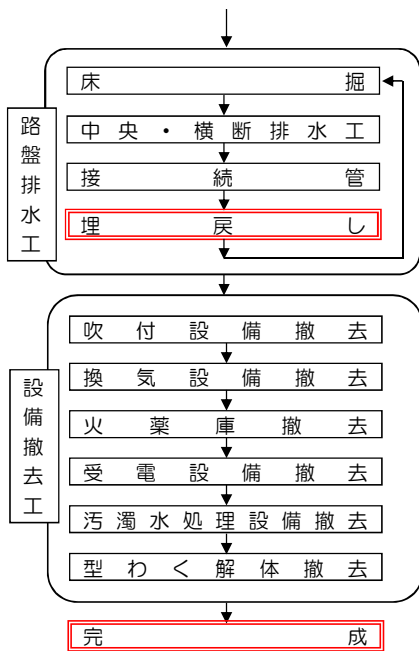 路盤排水工
床掘
中央・横断排水工
接続管
埋戻し
設備撤去工
吹付設備撤去
換気設備撤去
火薬庫撤去
受電設備撤去
汚濁水処理設備撤去
型わく解体撤去
完成